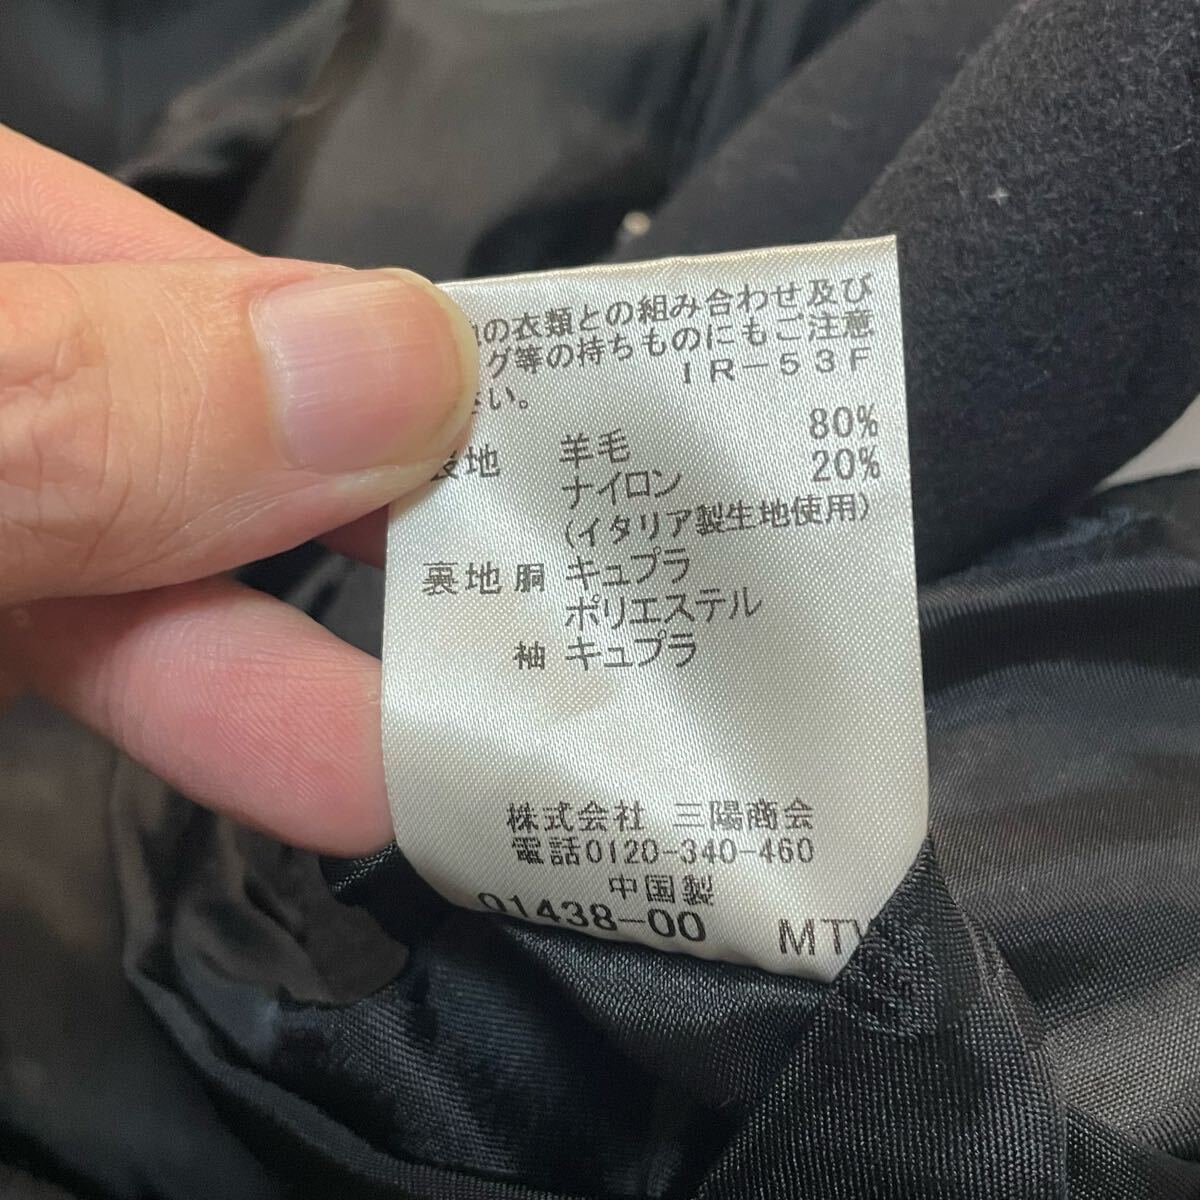 の衣類との組み合わせ及び
グ等の持ちものにもご注意
さい。 IR-53F
表地 羊毛 80%
ナイロン 20%
(イタリア製生地使用)
裏地 胴 キュプラ
ポリエステル
袖 キュプラ
株式会社 三陽商会
電話0120-340-460
中国製
01438-00 MTV